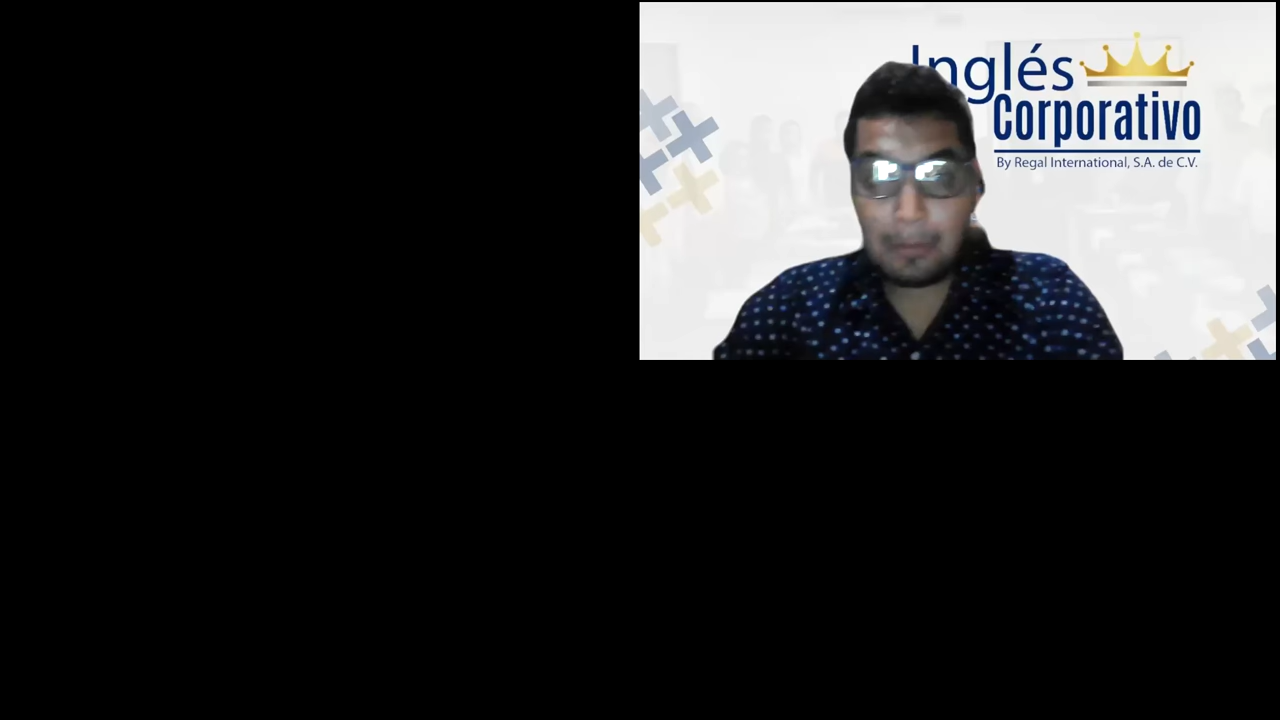 Inglés
Corporativo
By Regal International, S.A. de C.V.